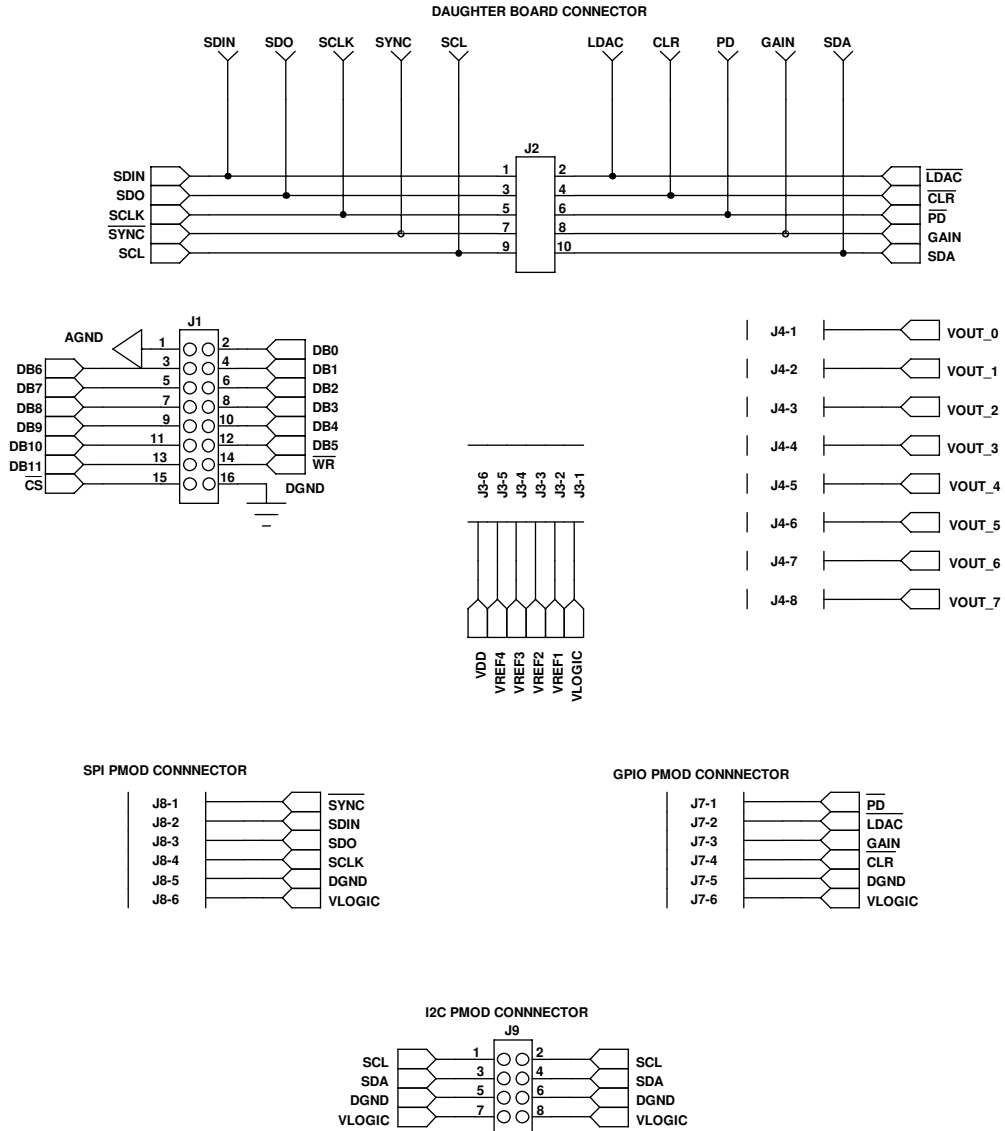 DAUGHTER BOARD CONNECTOR
SDIN SDO SCLK SYNC SCL LDAC CLR PD GAIN SDA
J2
SDIN 1 2 LDAC
SDO 3 4 CLR
SCLK 5 6 PD
SYNC 7 8 GAIN
SCL 9 10 SDA
J1
AGND 1 2 DB0
DB6 3 4 DB1
DB7 5 6 DB2
DB8 7 8 DB3
DB9 9 10 DB4
DB10 11 12 DB5
DB11 13 14 WR
CS 15 16 DGND
J4-1 VOUT_0
J4-2 VOUT_1
J4-3 VOUT_2
J4-4 VOUT_3
J4-5 VOUT_4
J4-6 VOUT_5
J4-7 VOUT_6
J4-8 VOUT_7
J3-6 J3-5 J3-4 J3-3 J3-2 J3-1
VDD VREF4 VREF3 VREF2 VREF1 VLOGIC
SPI PMOD CONNNECTOR
J8-1 SYNC
J8-2 SDIN
J8-3 SDO
J8-4 SCLK
J8-5 DGND
J8-6 VLOGIC
GPIO PMOD CONNNECTOR
J7-1 PD
J7-2 LDAC
J7-3 GAIN
J7-4 CLR
J7-5 DGND
J7-6 VLOGIC
I2C PMOD CONNNECTOR
J9
SCL 1 2 SCL
SDA 3 4 SDA
DGND 5 6 DGND
VLOGIC 7 8 VLOGIC